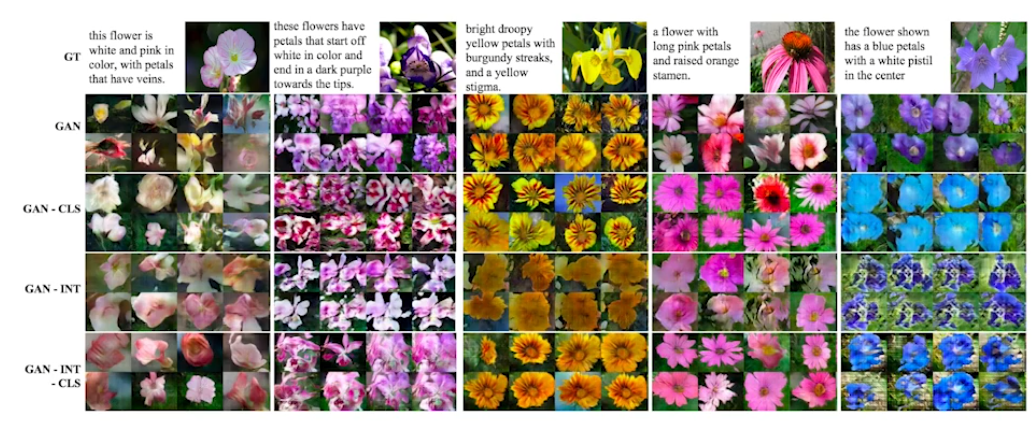 GT
this flower is
white and pink in
color, with petals
that have veins.
these flowers have
petals that start off
white in color and
end in a dark purple
towards the tips.
bright droopy
yellow petals with
burgundy streaks,
and a yellow
stigma.
a flower with
long pink petals
and raised orange
stamen.
the flower shown
has a blue petals
with a white pistil
in the center
GAN
GAN - CLS
GAN - INT
GAN - INT
- CLS